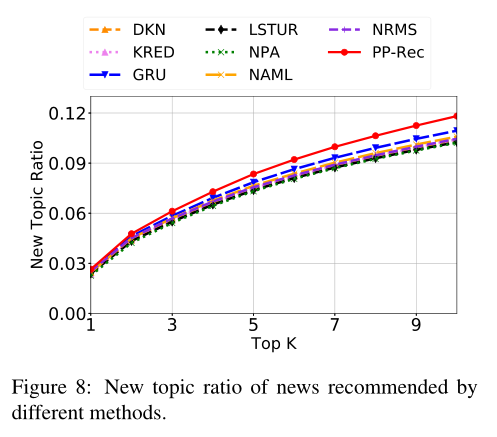 DKN LSTUR NRMS
KRED NPA PP-Rec
GRU NAML
0.12
0.09
0.06
0.03
0.00
New Topic Ratio
1 3 5 7 9
Top K
Figure 8: New topic ratio of news recommended by
different methods.